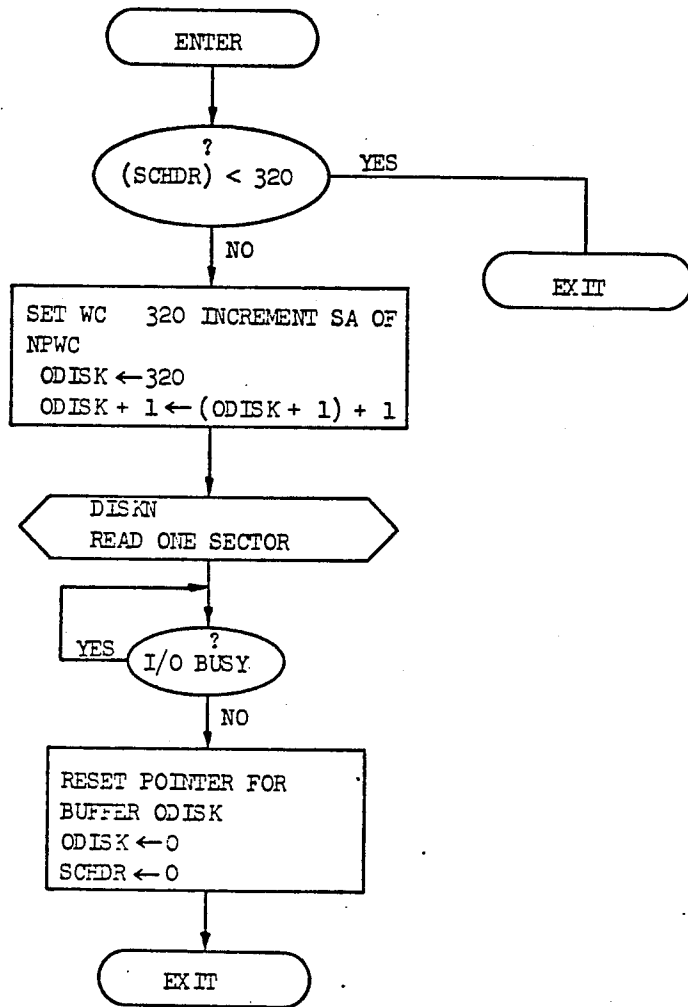 ENTER
?
(SCHDR) < 320
YES
NO
EXIT
SET WC 320 INCREMENT SA OF
NPWC
ODISK ← 320
ODISK + 1 ← (ODISK + 1) + 1
DISKN
READ ONE SECTOR
?
I/O BUSY
YES
NO
RESET POINTER FOR
BUFFER ODISK
ODISK ← 0
SCHDR ← 0
EXIT